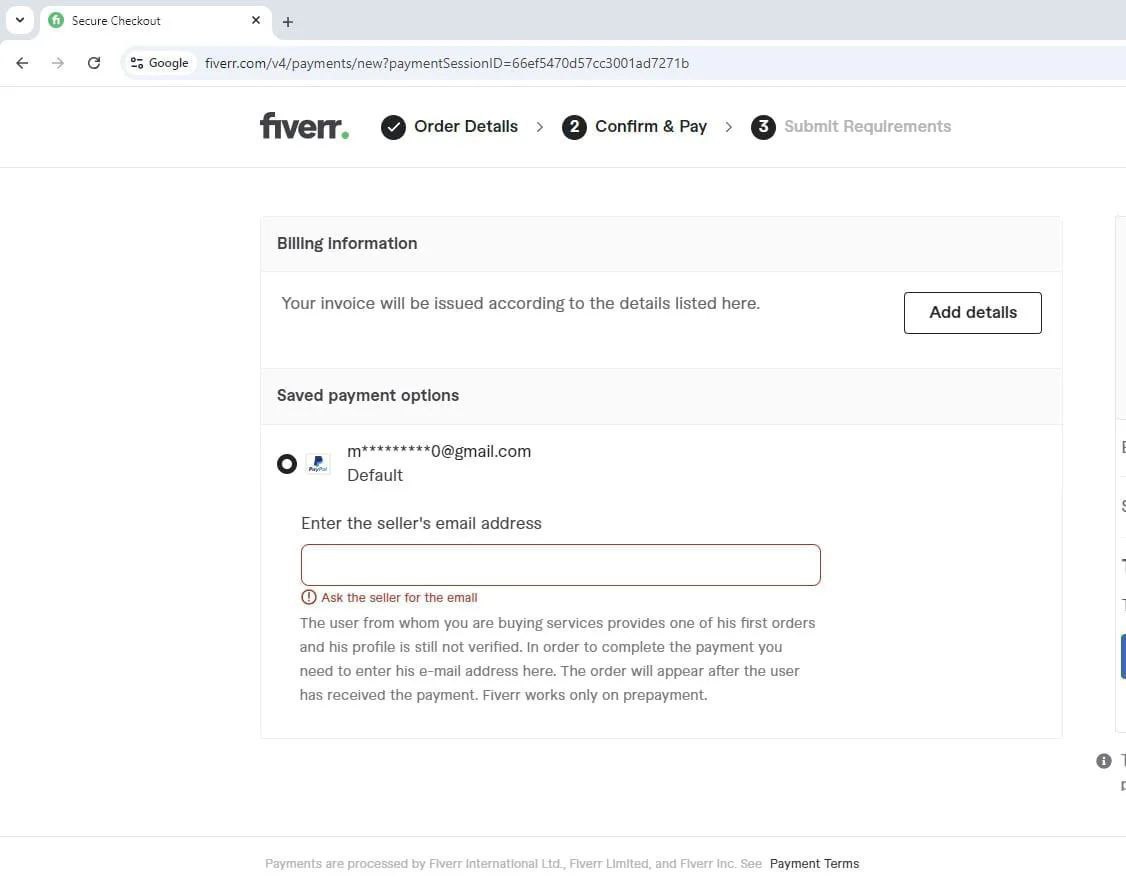 Secure Checkout
Google
fiverr.com/v4/payments/new?paymentSessionID=66ef5470d57cc3001ad7271b
fiverr.
Order Details
2 Confirm & Pay
3 Submit Requirements
Billing information
Your invoice will be issued according to the details listed here.
Add details
Saved payment options
PayPal
m*********0@gmail.com
Default
Enter the seller's email address
Ask the seller for the email
The user from whom you are buying services provides one of his first orders
and his profile is still not verified. In order to complete the payment you
need to enter his e-mail address here. The order will appear after the user
has received the payment. Fiverr works only on prepayment.
Payments are processed by Fiverr International Ltd., Fiverr Limited, and Fiverr Inc. See Payment Terms